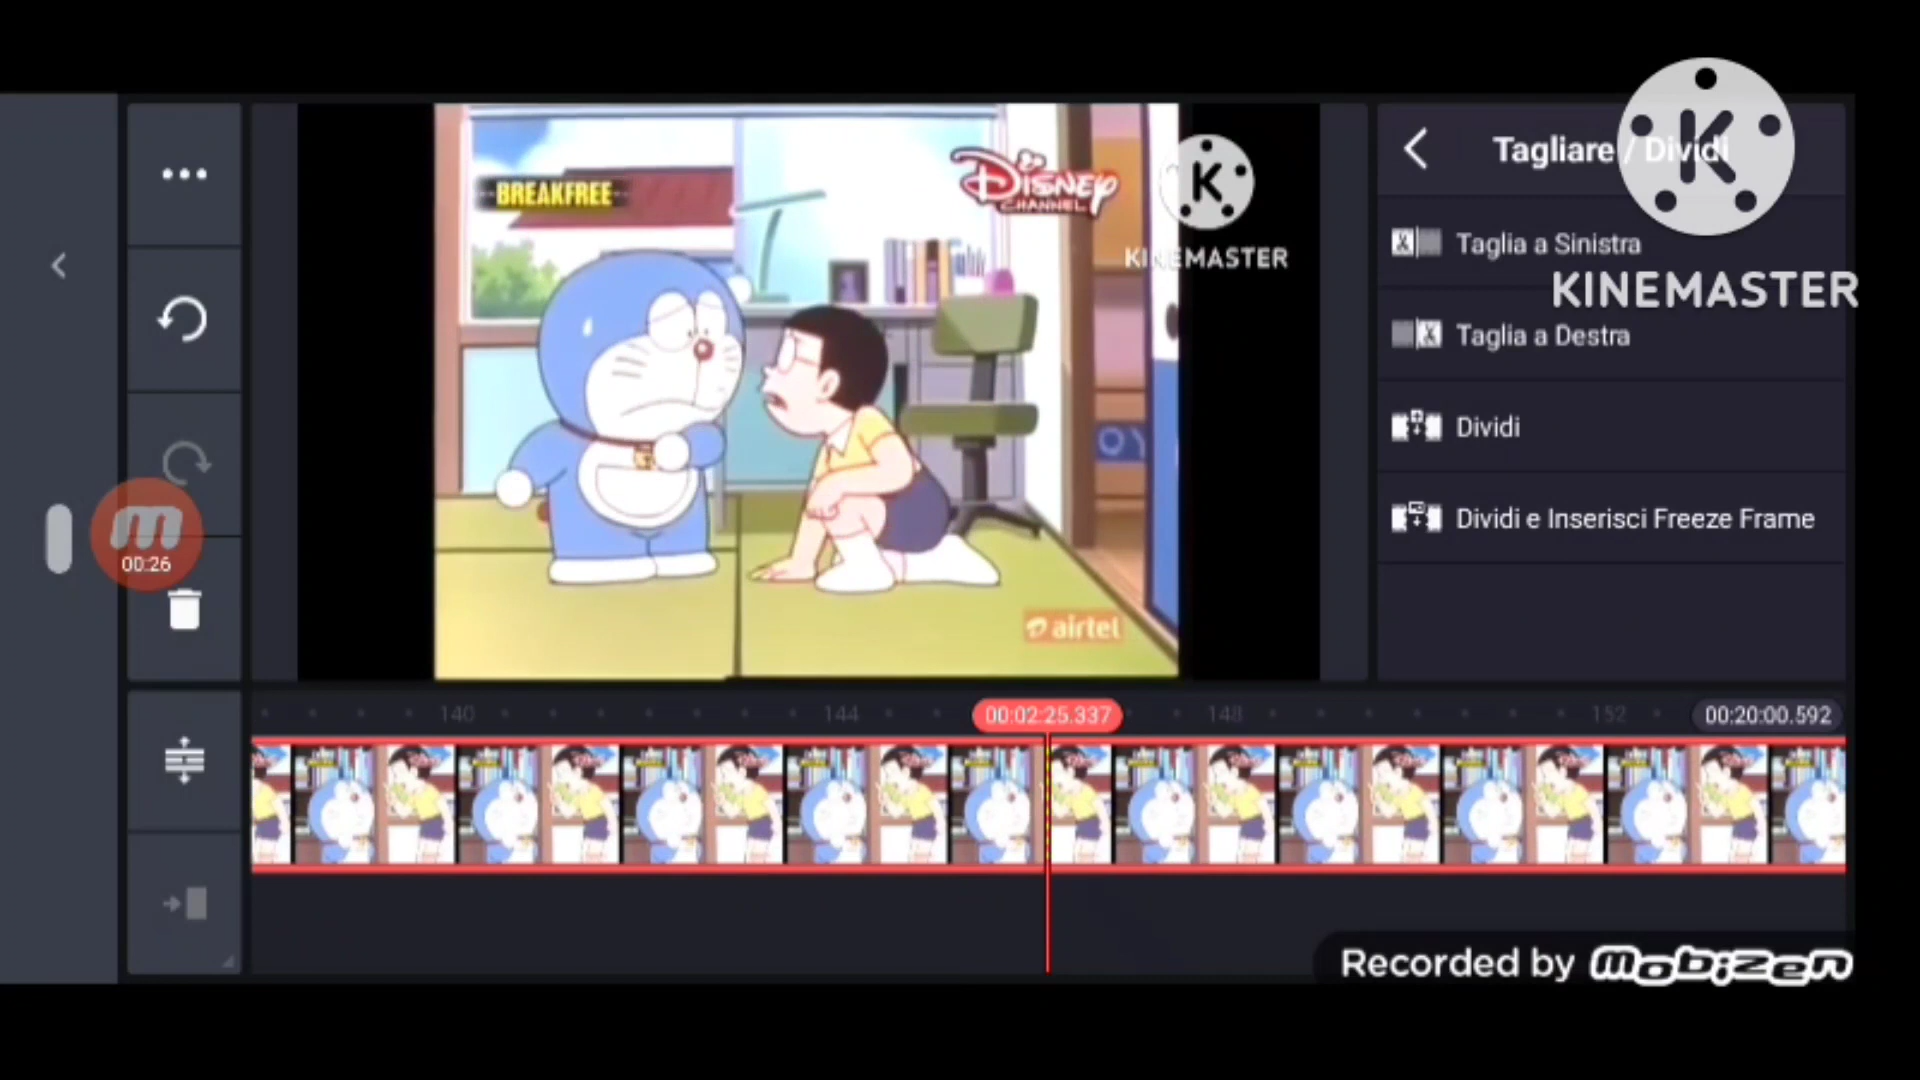 Tagliare / Dividi
K
KINEMASTER
BREAKFREE
DISNEY
CHANNEL
K
KINEMASTER
Taglia a Sinistra
Taglia a Destra
Dividi
Dividi e Inserisci Freeze Frame
m
00:26
airtel
140
144
00:02:25.337
148
152
00:20:00.592
Recorded by mobizen